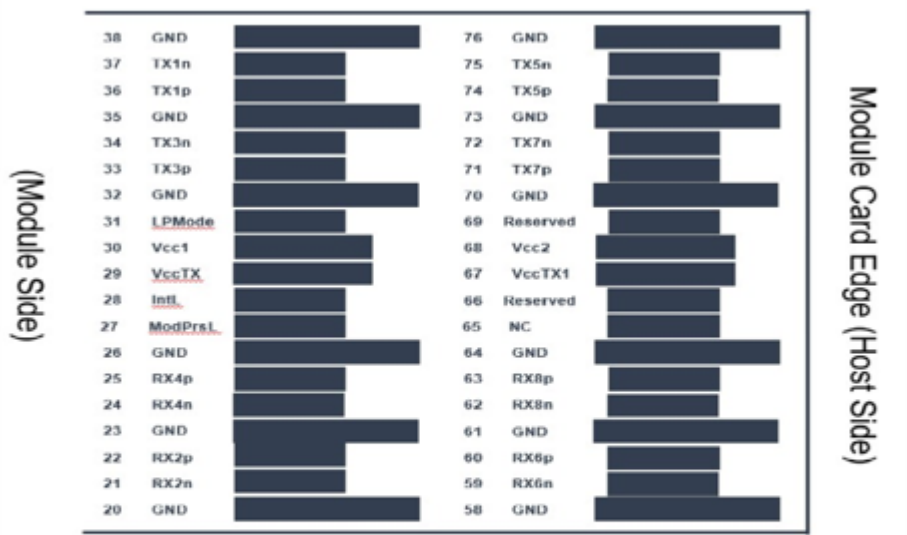 (Module Side)
38 GND 76 GND
37 TX1n 75 TX5n
36 TX1p 74 TX5p
35 GND 73 GND
34 TX3n 72 TX7n
33 TX3p 71 TX7p
32 GND 70 GND
31 LPMode 69 Reserved
30 Vcc1 68 Vcc2
29 VccTX 67 VccTX1
28 IntL 66 Reserved
27 ModPrsL 65 NC
26 GND 64 GND
25 RX4p 63 RX8p
24 RX4n 62 RX8n
23 GND 61 GND
22 RX2p 60 RX6p
21 RX2n 59 RX6n
20 GND 58 GND
Module Card Edge (Host Side)